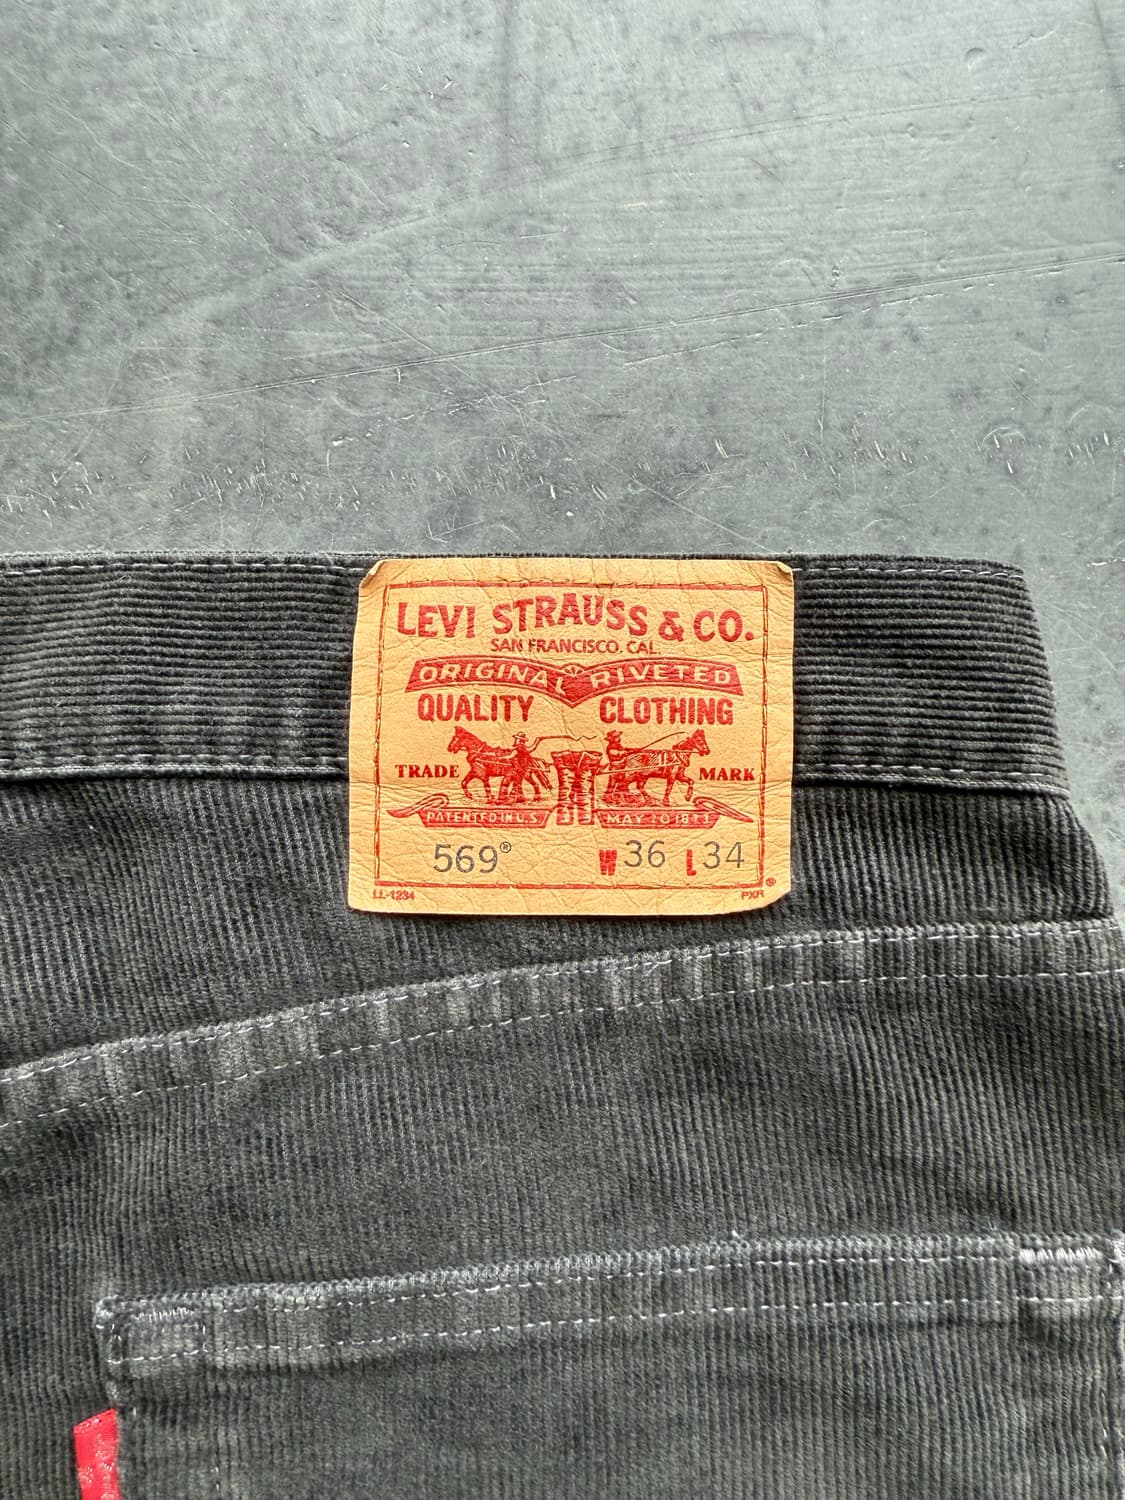 LEVI STRAUSS & CO.
SAN FRANCISCO, CAL.
ORIGINAL RIVETED
QUALITY CLOTHING
TRADE MARK
PATENTED IN U.S. MAY 20 1873
569® W 36 L 34
LL-1234 PXR ®